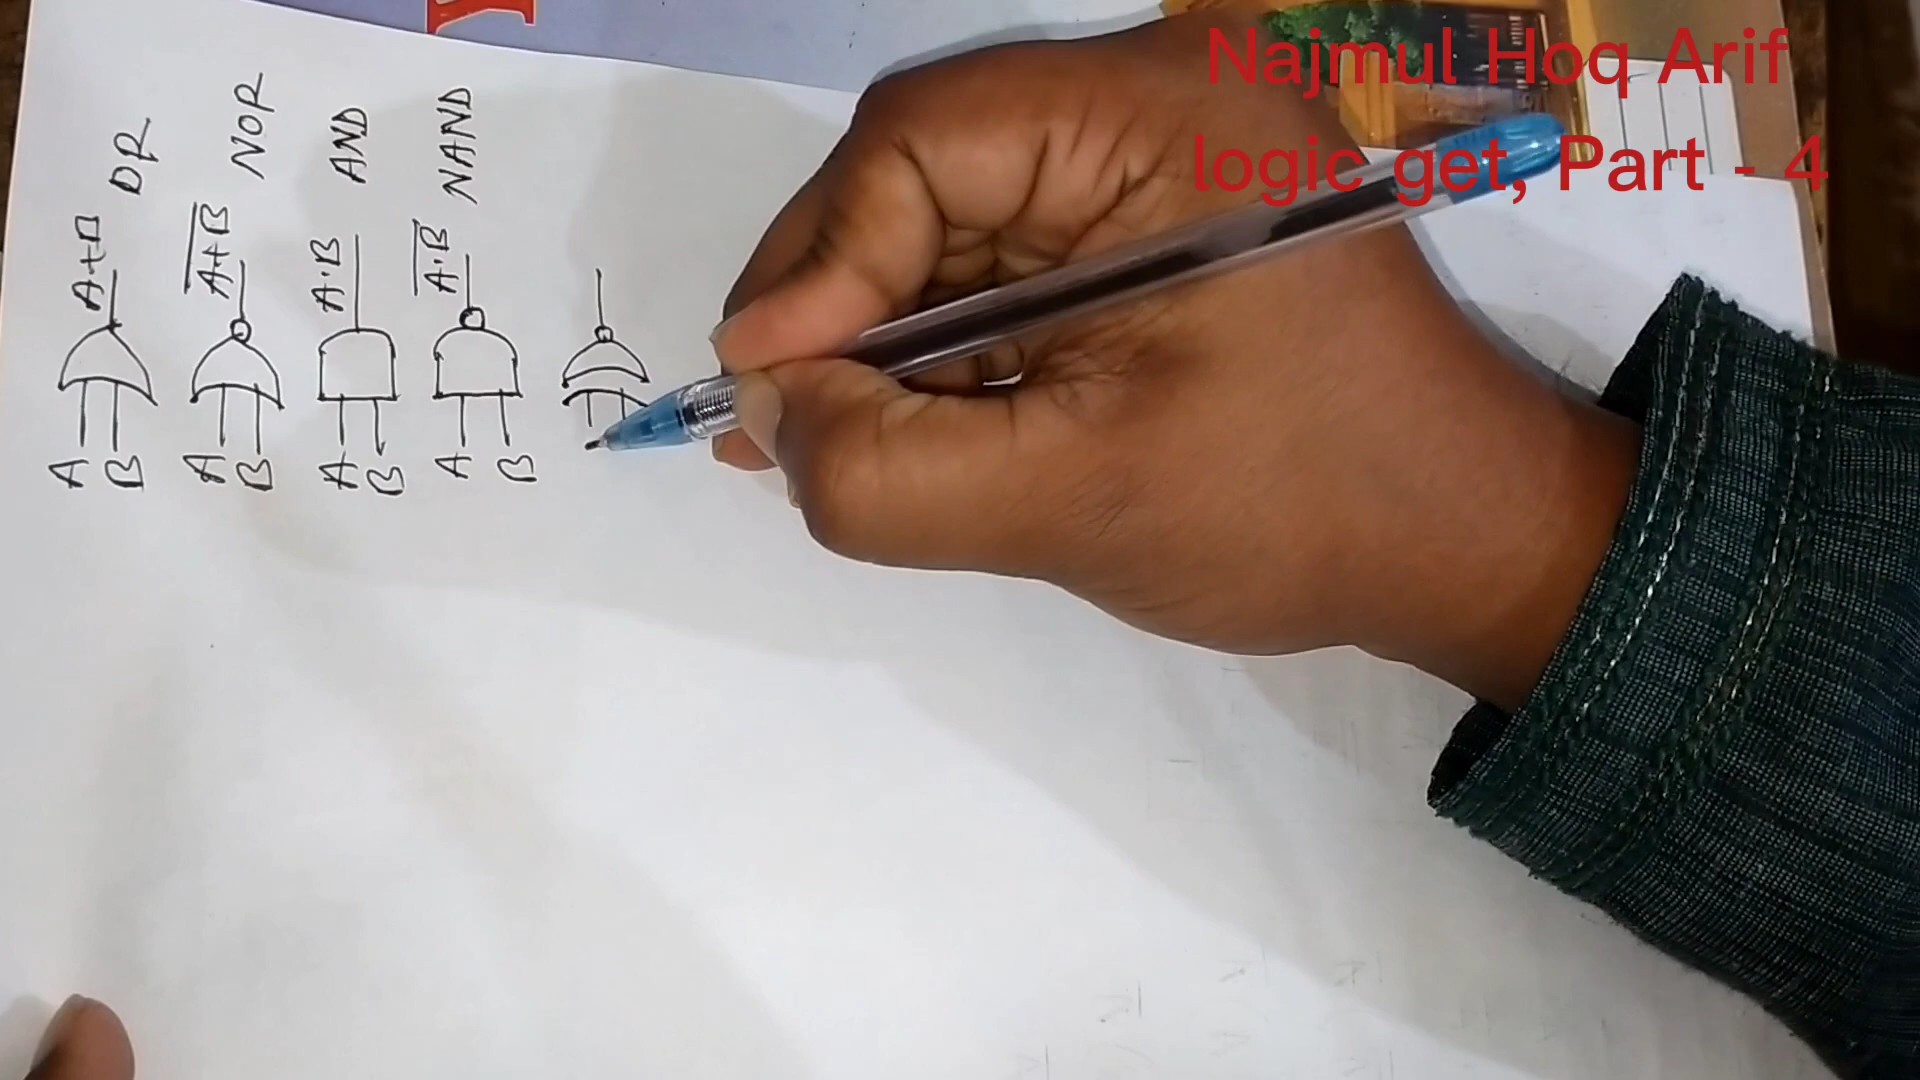 Najmul Hoq Arif
logic get, Part - 4
Y
A
B
A+B
OR
A
B
A+B
NOR
A
B
A·B
AND
A
B
A·B
NAND